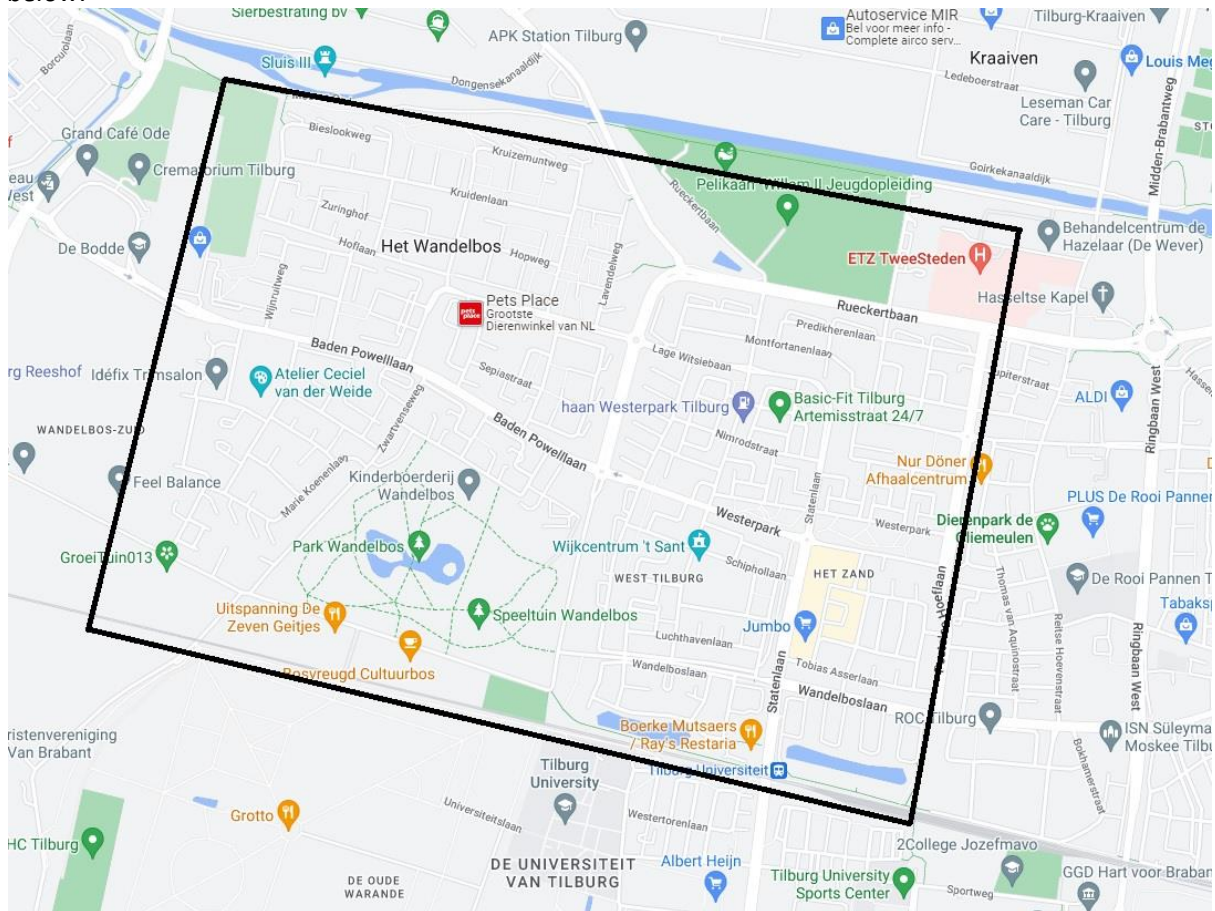 Sierbestrating bv
APK Station Tilburg
Autoservice MIR
Bel voor meer info -
Complete airco serv...
Tilburg-Kraaiven
Kraaiven
Louis Meg
Borculolaan
Sluis III
Dongensekanaaldijk
Ledeboerstraat
Leseman Car
Care - Tilburg
Midden-Brabantweg
Grand Café Ode
Bieslookweg
Kruizemuntweg
Goirkekanaaldijk
Crematorium Tilburg
Pelikaan
Willem II Jeugdopleiding
Rueckertbaan
Kruidenlaan
Zuringhof
Behandelcentrum de
Hazelaar (De Wever)
De Bodde
Hoflaan
Het Wandelbos
Hopweg
Lavendelweg
ETZ TweeSteden
Wijnruitweg
Hasseltse Kapel
Pets Place
Grootste
Dierenwinkel van NL
Rueckertbaan
Predikherenlaan
Montfortanenlaan
Baden Powelllaan
Lage Witsiebaan
rg Reeshof
Idéfix Trimsalon
Atelier Ceciel
van der Weide
Sepiastraat
Ringbaan West
ALDI
haan Westerpark Tilburg
Basic-Fit Tilburg
Artemisstraat 24/7
Zwartvenseweg
Baden Powelllaan
Nimrodstraat
Nur Döner
Afhaalcentrum
Marie Koenenlaan
Feel Balance
Kinderboerderij
Wandelbos
PLUS De Rooi Pannen
Westerpark
Statenlaan
Westerpark
Dierenpark de
Oliemeulen
GroeiTuin013
Park Wandelbos
Wijkcentrum 't Sant
Schiphollaan
WEST TILBURG
HET ZAND
De Rooi Pannen T
Thomas van Aquinostraat
Reitse Hoevenstraat
Uitspanning De
Zeven Geitjes
Speeltuin Wandelbos
Jumbo
Tabaksp
Luchthavenlaan
Ringbaan West
Bosvreugd Cultuurbos
Wandelboslaan
Tobias Asserlaan
Statenlaan
Wandelboslaan
ROC Tilburg
Boerke Mutsaers
/ Ray's Restaria
ISN Süleyma
Moskee Tilbu
ristenvereniging
Van Brabant
Bokhamerstraat
Tilburg
University
Tilburg Universiteit
Grotto
Universiteitslaan
Westertorenlaan
HC Tilburg
2College Jozefmavo
DE UNIVERSITEIT
VAN TILBURG
Albert Heijn
DE OUDE
WARANDE
Tilburg University
Sports Center
Sportweg
GGD Hart voor Braban